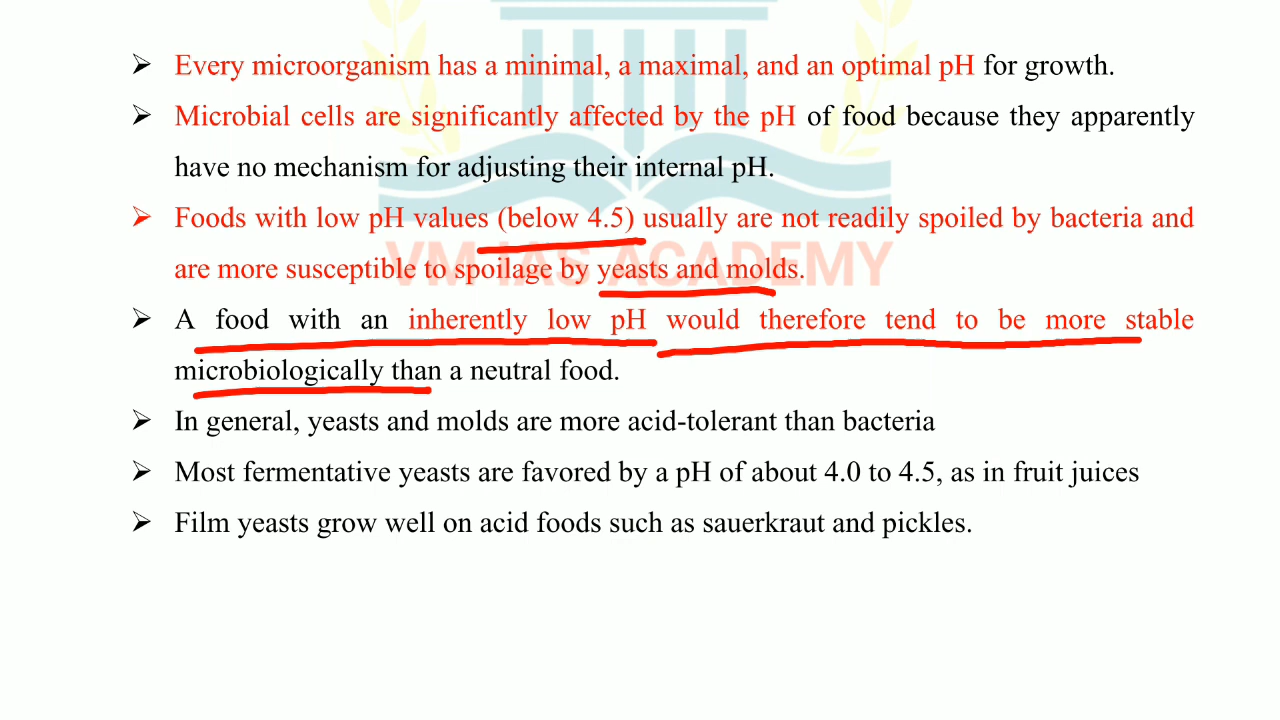 ➢ Every microorganism has a minimal, a maximal, and an optimal pH for growth.
➢ Microbial cells are significantly affected by the pH of food because they apparently
have no mechanism for adjusting their internal pH.
➢ Foods with low pH values (below 4.5) usually are not readily spoiled by bacteria and
are more susceptible to spoilage by yeasts and molds.
VM IAS ACADEMY
➢ A food with an inherently low pH would therefore tend to be more stable
microbiologically than a neutral food.
➢ In general, yeasts and molds are more acid-tolerant than bacteria
➢ Most fermentative yeasts are favored by a pH of about 4.0 to 4.5, as in fruit juices
➢ Film yeasts grow well on acid foods such as sauerkraut and pickles.